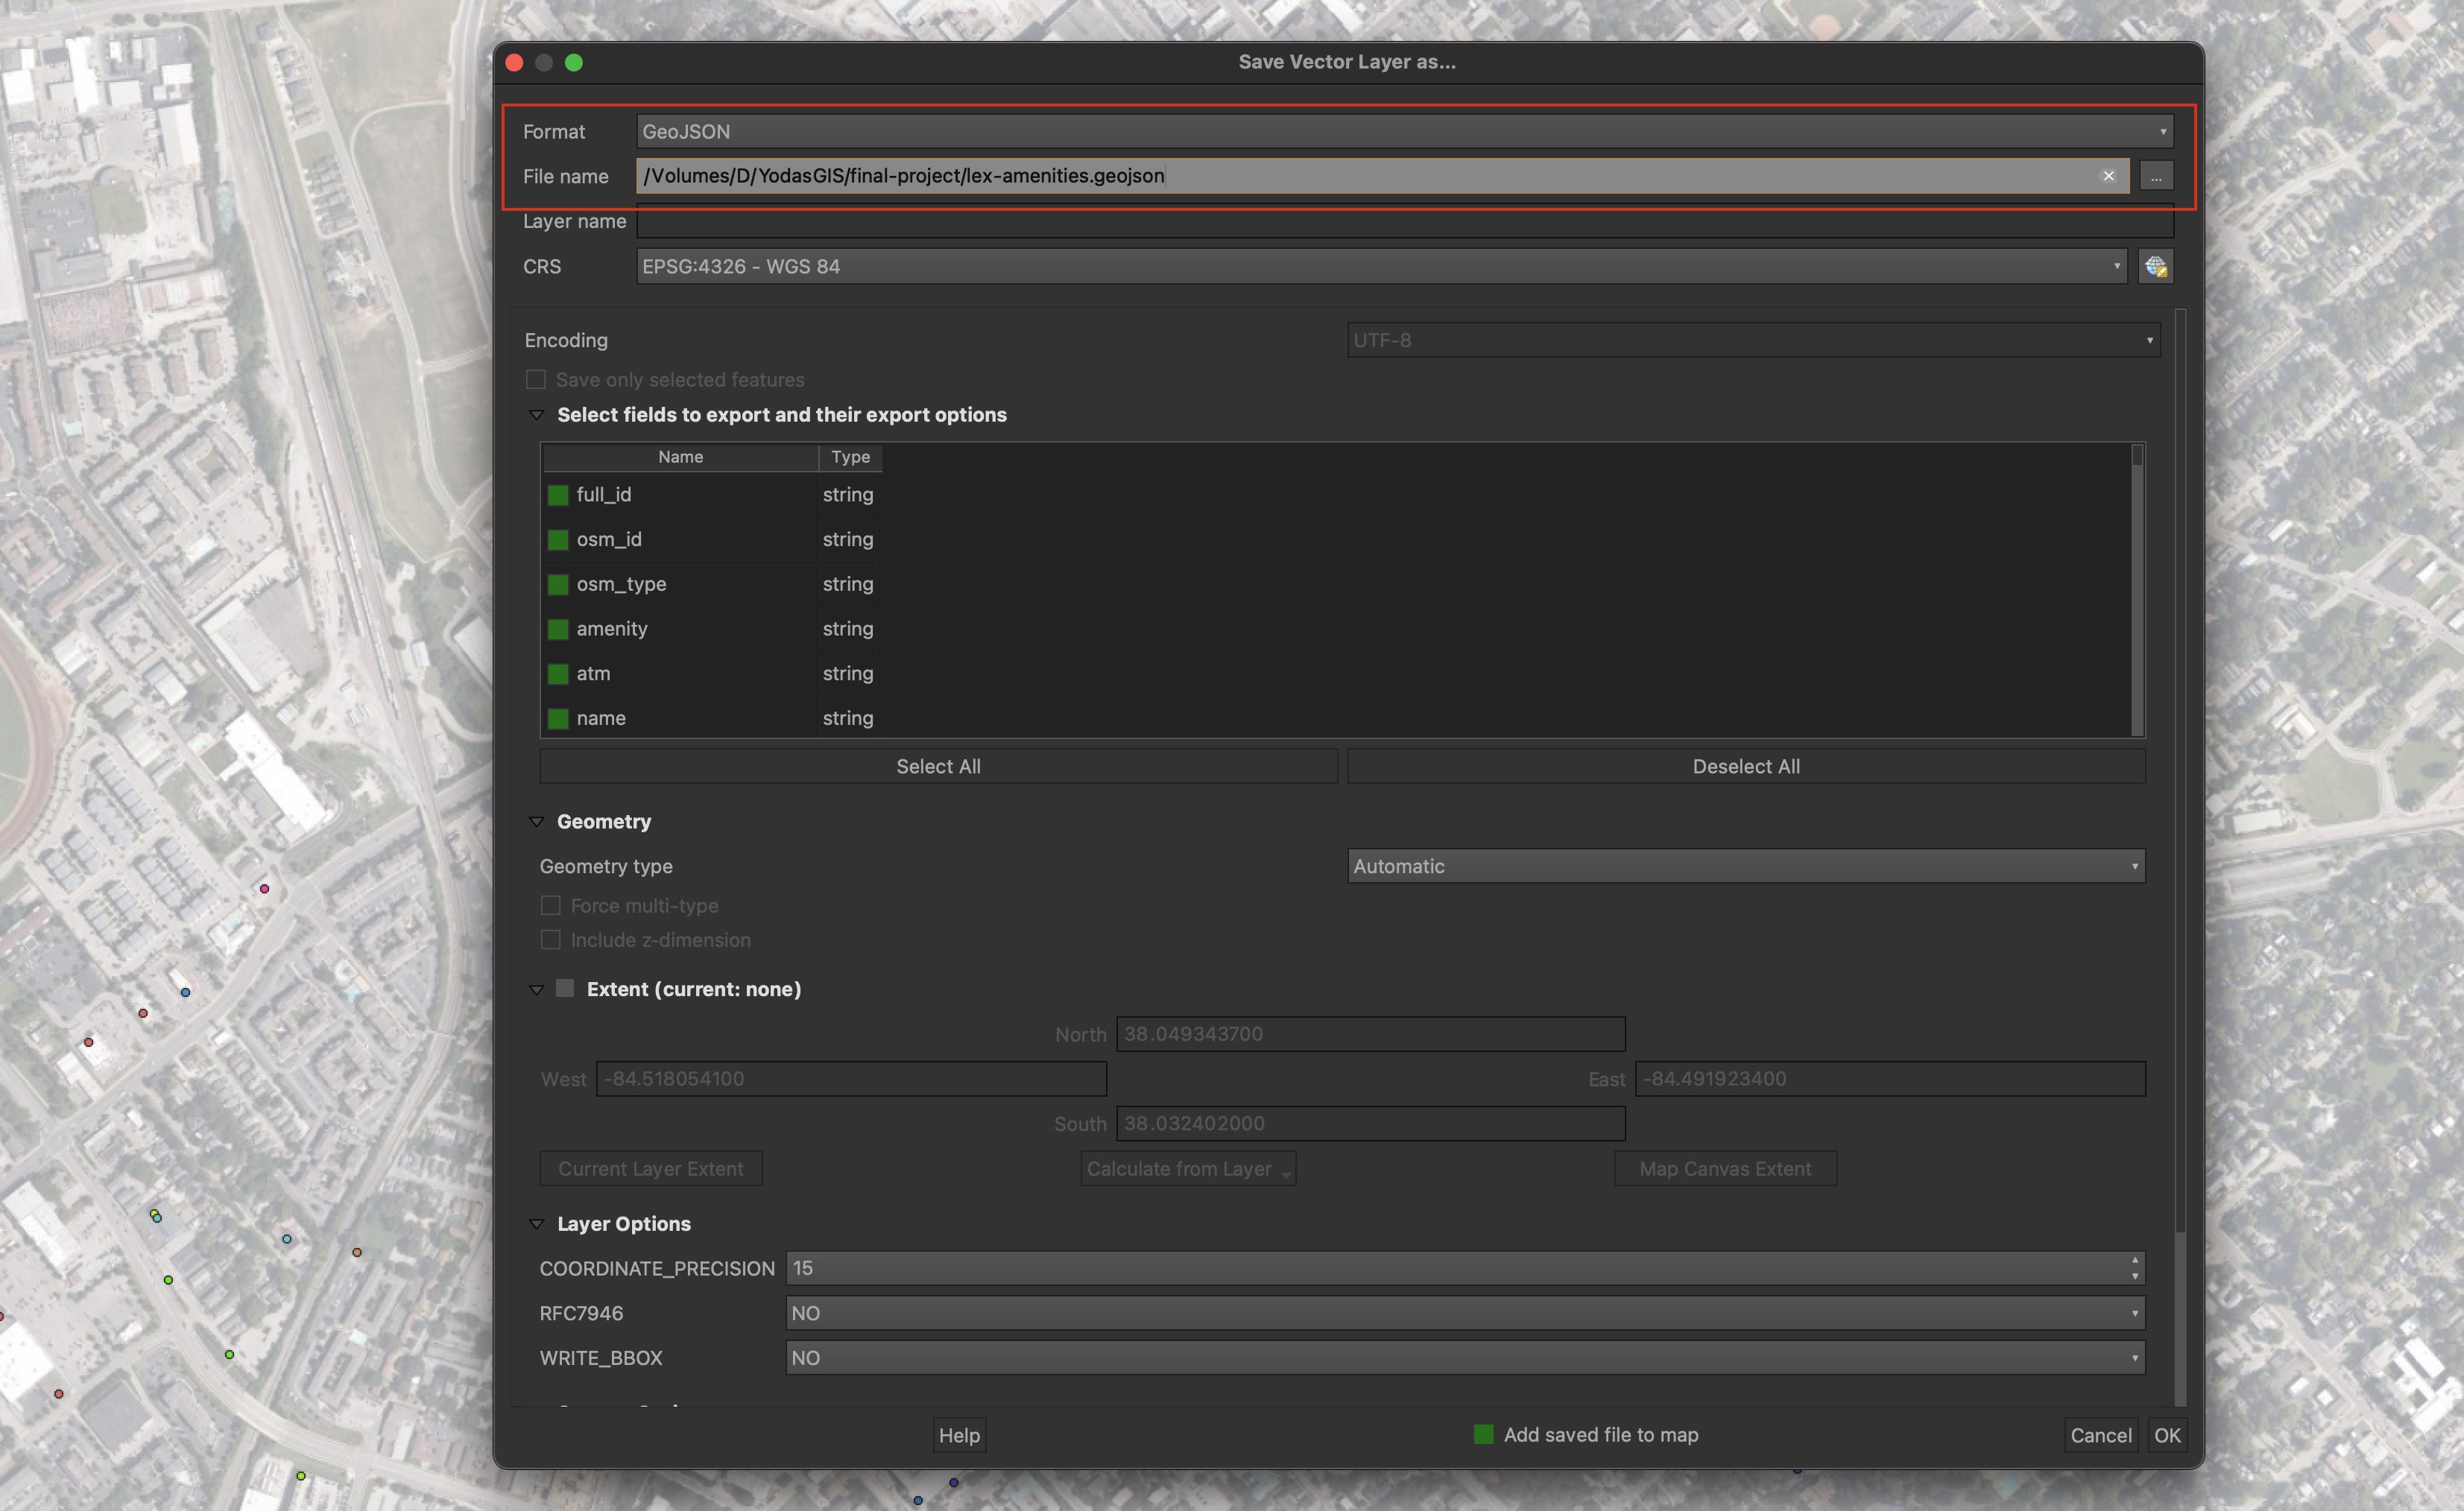 Save Vector Layer as...
Format GeoJSON
File name /Volumes/D/YodasGIS/final-project/lex-amenities.geojson ...
Layer name
CRS EPSG:4326 - WGS 84
Encoding UTF-8
Save only selected features
Select fields to export and their export options
Name Type
full_id string
osm_id string
osm_type string
amenity string
atm string
name string
Select All Deselect All
Geometry
Geometry type Automatic
Force multi-type
Include z-dimension
Extent (current: none)
North 38.049343700
West -84.518054100 East -84.491923400
South 38.032402000
Current Layer Extent Calculate from Layer Map Canvas Extent
Layer Options
COORDINATE_PRECISION 15
RFC7946 NO
WRITE_BBOX NO
Help Add saved file to map Cancel OK